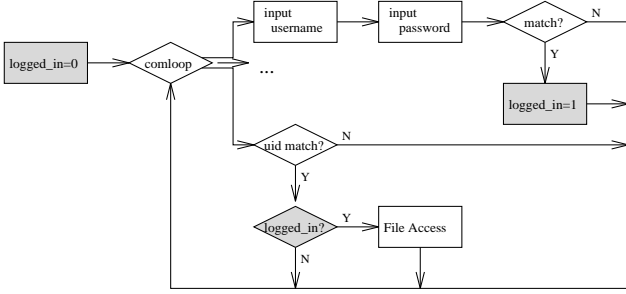 input
username
input
password
match?
N
Y
logged_in=0
comloop
...
logged_in=1
uid match?
N
Y
logged_in?
Y
File Access
N